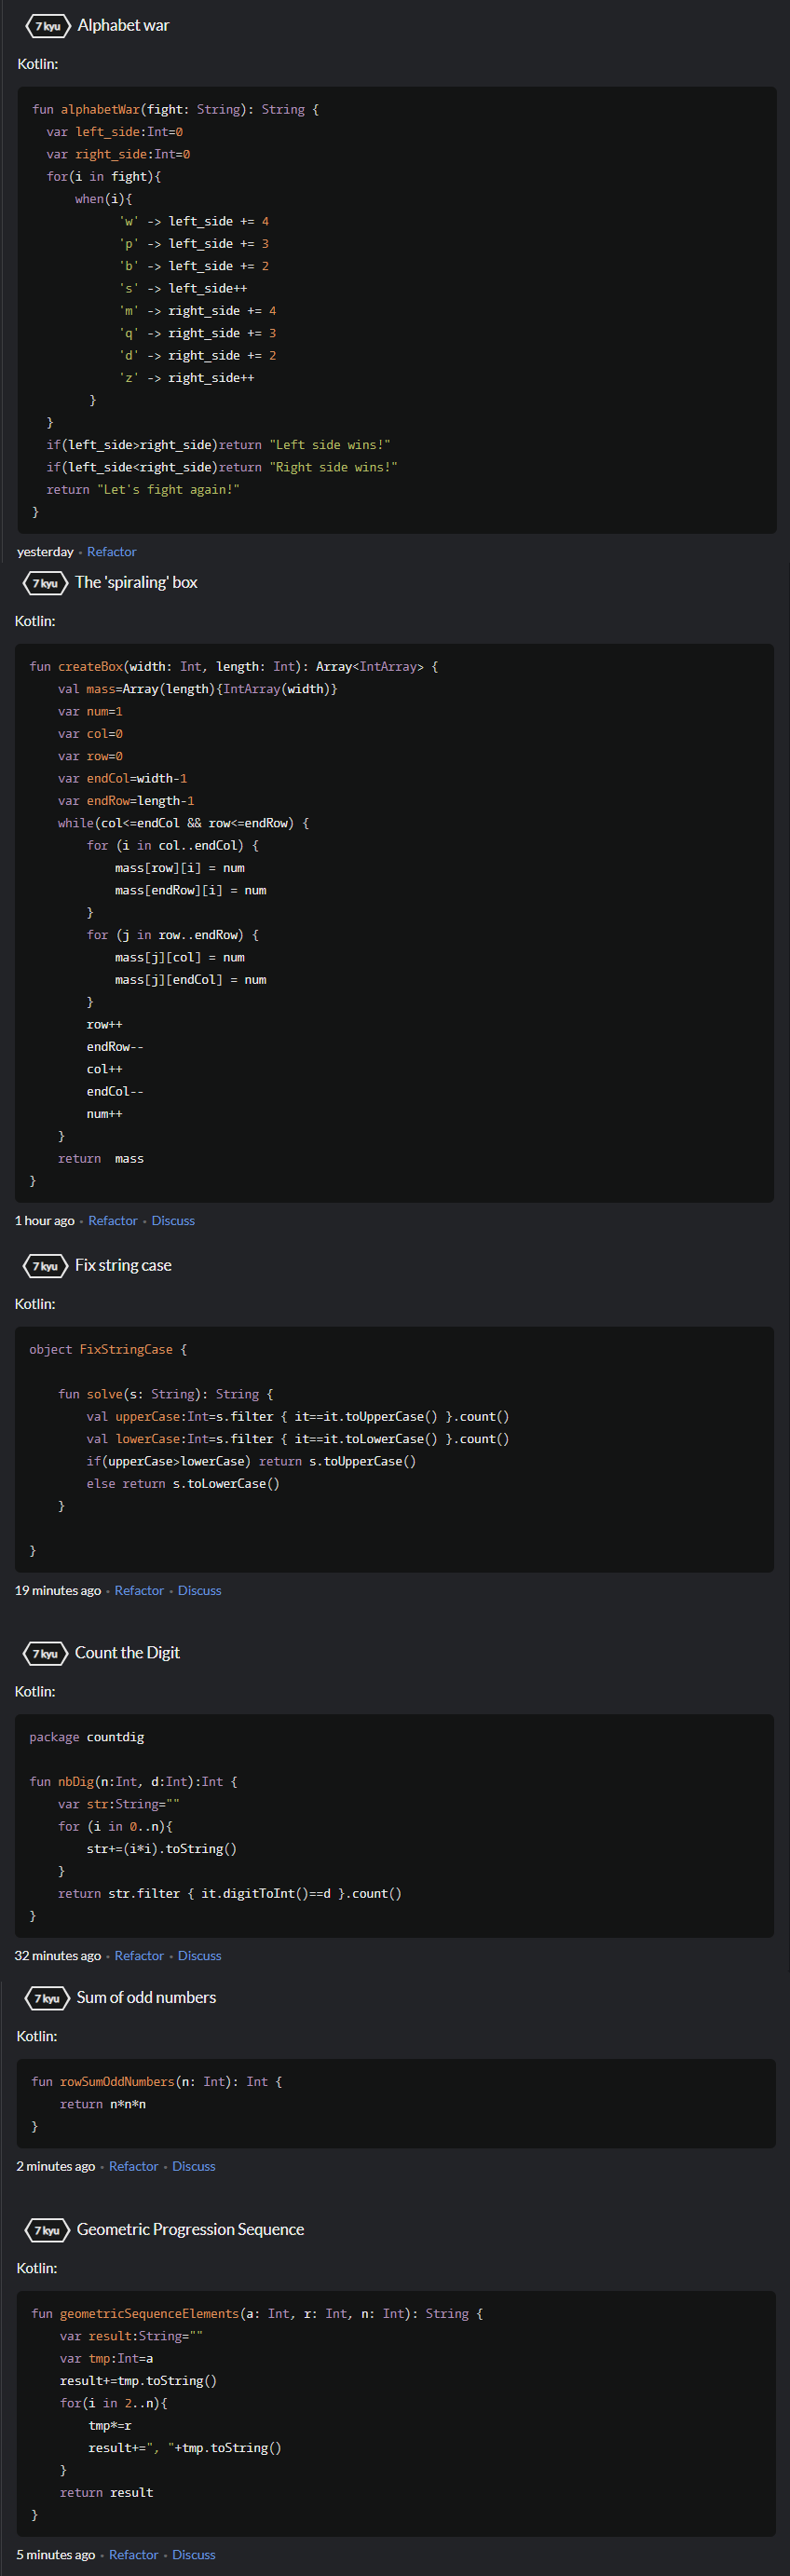 7 kyu Alphabet war
Kotlin:
fun alphabetWar(fight: String): String {
  var left_side:Int=0
  var right_side:Int=0
  for(i in fight){
      when(i){
            'w' -> left_side += 4
            'p' -> left_side += 3
            'b' -> left_side += 2
            's' -> left_side++
            'm' -> right_side += 4
            'q' -> right_side += 3
            'd' -> right_side += 2
            'z' -> right_side++
        }
  }
  if(left_side>right_side)return "Left side wins!"
  if(left_side<right_side)return "Right side wins!"
  return "Let's fight again!"
}
yesterday • Refactor
7 kyu The 'spiraling' box
Kotlin:
fun createBox(width: Int, length: Int): Array<IntArray> {
    val mass=Array(length){IntArray(width)}
    var num=1
    var col=0
    var row=0
    var endCol=width-1
    var endRow=length-1
    while(col<=endCol && row<=endRow) {
        for (i in col..endCol) {
            mass[row][i] = num
            mass[endRow][i] = num
        }
        for (j in row..endRow) {
            mass[j][col] = num
            mass[j][endCol] = num
        }
        row++
        endRow--
        col++
        endCol--
        num++
    }
    return  mass
}
1 hour ago • Refactor • Discuss
7 kyu Fix string case
Kotlin:
object FixStringCase {
    fun solve(s: String): String {
        val upperCase:Int=s.filter { it==it.toUpperCase() }.count()
        val lowerCase:Int=s.filter { it==it.toLowerCase() }.count()
        if(upperCase>lowerCase) return s.toUpperCase()
        else return s.toLowerCase()
    }
}
19 minutes ago • Refactor • Discuss
7 kyu Count the Digit
Kotlin:
package countdig
fun nbDig(n:Int, d:Int):Int {
    var str:String=""
    for (i in 0..n){
        str+=(i*i).toString()
    }
    return str.filter { it.digitToInt()==d }.count()
}
32 minutes ago • Refactor • Discuss
7 kyu Sum of odd numbers
Kotlin:
fun rowSumOddNumbers(n: Int): Int {
    return n*n*n
}
2 minutes ago • Refactor • Discuss
7 kyu Geometric Progression Sequence
Kotlin:
fun geometricSequenceElements(a: Int, r: Int, n: Int): String {
    var result:String=""
    var tmp:Int=a
    result+=tmp.toString()
    for(i in 2..n){
        tmp*=r
        result+=", "+tmp.toString()
    }
    return result
}
5 minutes ago • Refactor • Discuss